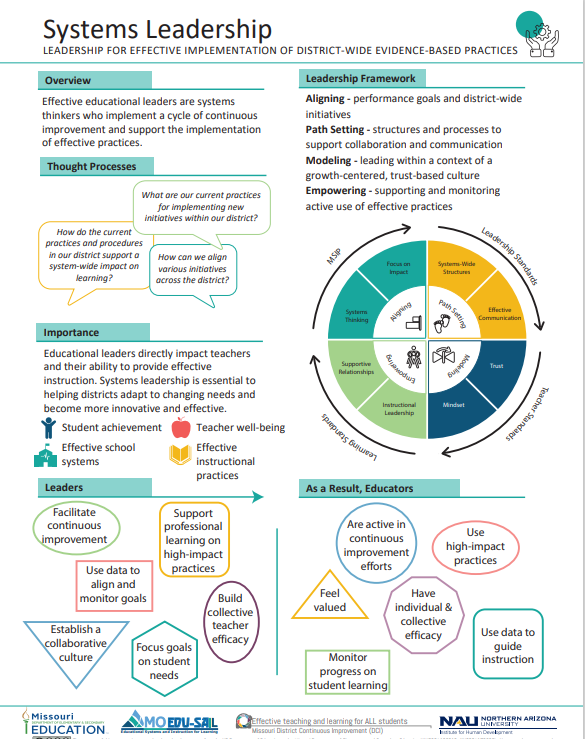 Systems Leadership
LEADERSHIP FOR EFFECTIVE IMPLEMENTATION OF DISTRICT-WIDE EVIDENCE-BASED PRACTICES
Overview
Effective educational leaders are systems
thinkers who implement a cycle of continuous
improvement and support the implementation
of effective practices.
Thought Processes
What are our current practices
for implementing new
initiatives within our district?
How do the current
practices and procedures
in our district support a
system-wide impact on
learning?
How can we align
various initiatives
across the district?
Importance
Educational leaders directly impact teachers
and their ability to provide effective
instruction. Systems leadership is essential to
helping districts adapt to changing needs and
become more innovative and effective.
Student achievement
Teacher well-being
Effective school
systems
Effective
instructional
practices
Leadership Framework
Aligning - performance goals and district-wide
initiatives
Path Setting - structures and processes to
support collaboration and communication
Modeling - leading within a context of a
growth-centered, trust-based culture
Empowering - supporting and monitoring
active use of effective practices
MSIP
Leadership Standards
Teacher Standards
Learning Standards
Focus on
Impact
Systems
Thinking
Aligning
Systems-Wide
Structures
Effective
Communication
Path Setting
Trust
Mindset
Modeling
Supportive
Relationships
Instructional
Leadership
Empowering
Leaders
Facilitate
continuous
improvement
Support
professional
learning on
high-impact
practices
Use data to
align and
monitor goals
Build
collective
teacher
efficacy
Establish a
collaborative
culture
Focus goals
on student
needs
As a Result, Educators
Are active in
continuous
improvement
efforts
Use
high-impact
practices
Feel
valued
Have
individual &
collective
efficacy
Use data to
guide
instruction
Monitor
progress on
student learning
Missouri
DEPARTMENT OF ELEMENTARY & SECONDARY
EDUCATION
MOEDU-SAIL
Educational Systems and Instruction for Learning
Effective teaching and learning for ALL students
Missouri District Continuous Improvement (DCI)
NAU NORTHERN ARIZONA
UNIVERSITY
Institute for Human Development